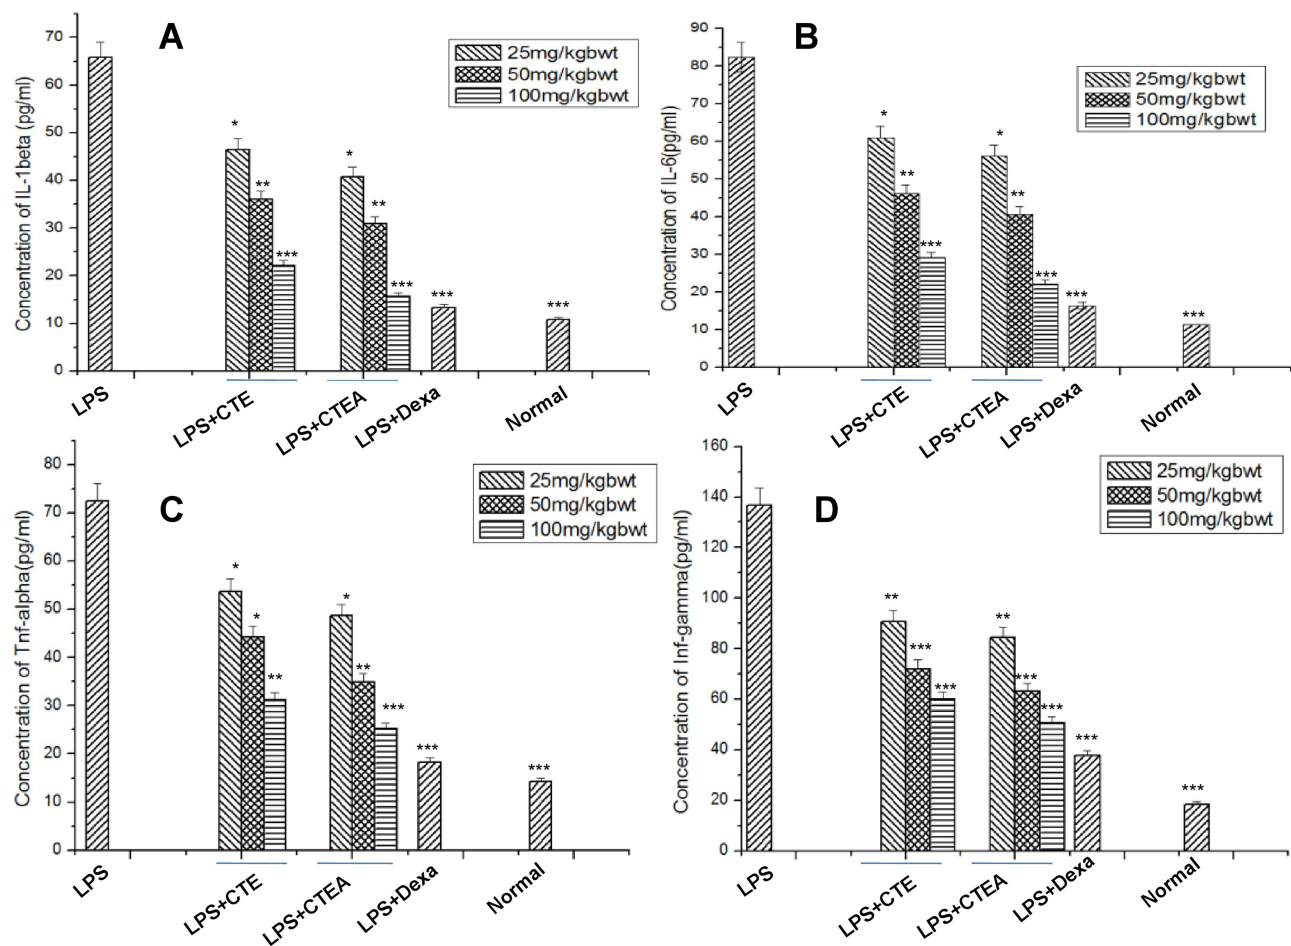 A
Concentration of IL-1beta (pg/ml)
70
60
50
40
30
20
10
0
25mg/kgbwt
50mg/kgbwt
100mg/kgbwt
*
**
***
*
**
***
***
***
LPS
LPS+CTE
LPS+CTEA
LPS+Dexa
Normal
B
Concentration of IL-6(pg/ml)
90
80
70
60
50
40
30
20
10
0
25mg/kgbwt
50mg/kgbwt
100mg/kgbwt
*
**
***
*
**
***
***
***
LPS
LPS+CTE
LPS+CTEA
LPS+Dexa
Normal
C
Concentration of Tnf-alpha(pg/ml)
80
70
60
50
40
30
20
10
0
25mg/kgbwt
50mg/kgbwt
100mg/kgbwt
*
*
**
*
**
***
***
***
LPS
LPS+CTE
LPS+CTEA
LPS+Dexa
Normal
D
Concentration of Inf-gamma(pg/ml)
160
140
120
100
80
60
40
20
0
25mg/kgbwt
50mg/kgbwt
100mg/kgbwt
**
***
***
**
***
***
***
***
LPS
LPS+CTE
LPS+CTEA
LPS+Dexa
Normal